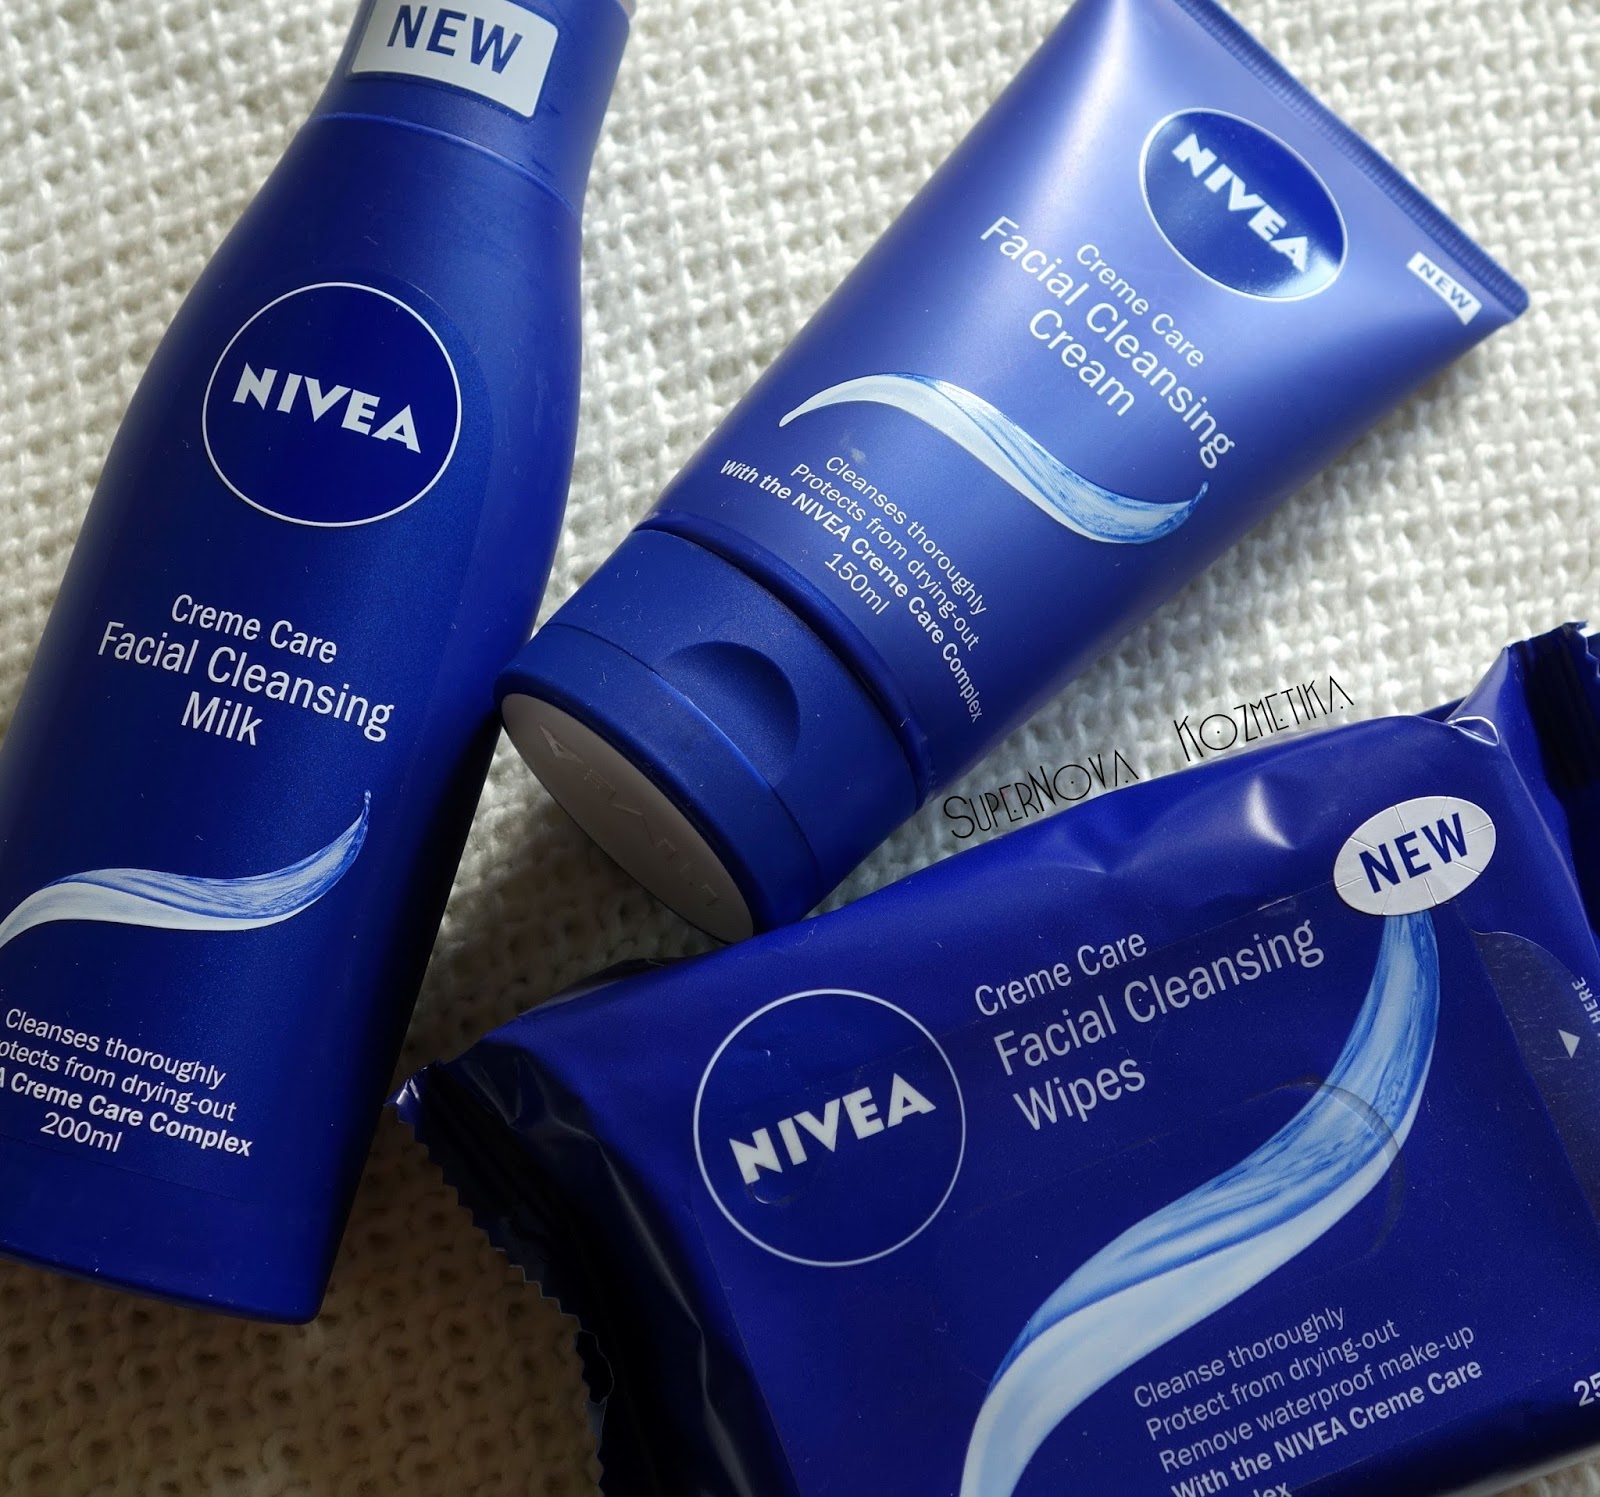 NEW
NIVEA
Creme Care
Facial Cleansing
Milk
Cleanses thoroughly
from drying-out
Creme Care Complex
200ml
NIVEA
NEW
Creme Care
Facial Cleansing
Cream
Cleanses thoroughly
Protects from drying-out
With the NIVEA Creme Care Complex
150ml
SUPERNOVA KOZMETIKA
NEW
NIVEA
Creme Care
Facial Cleansing
Wipes
HERE
Cleanse thoroughly
Protect from drying-out
Remove waterproof make-up
With the NIVEA Creme Care
25